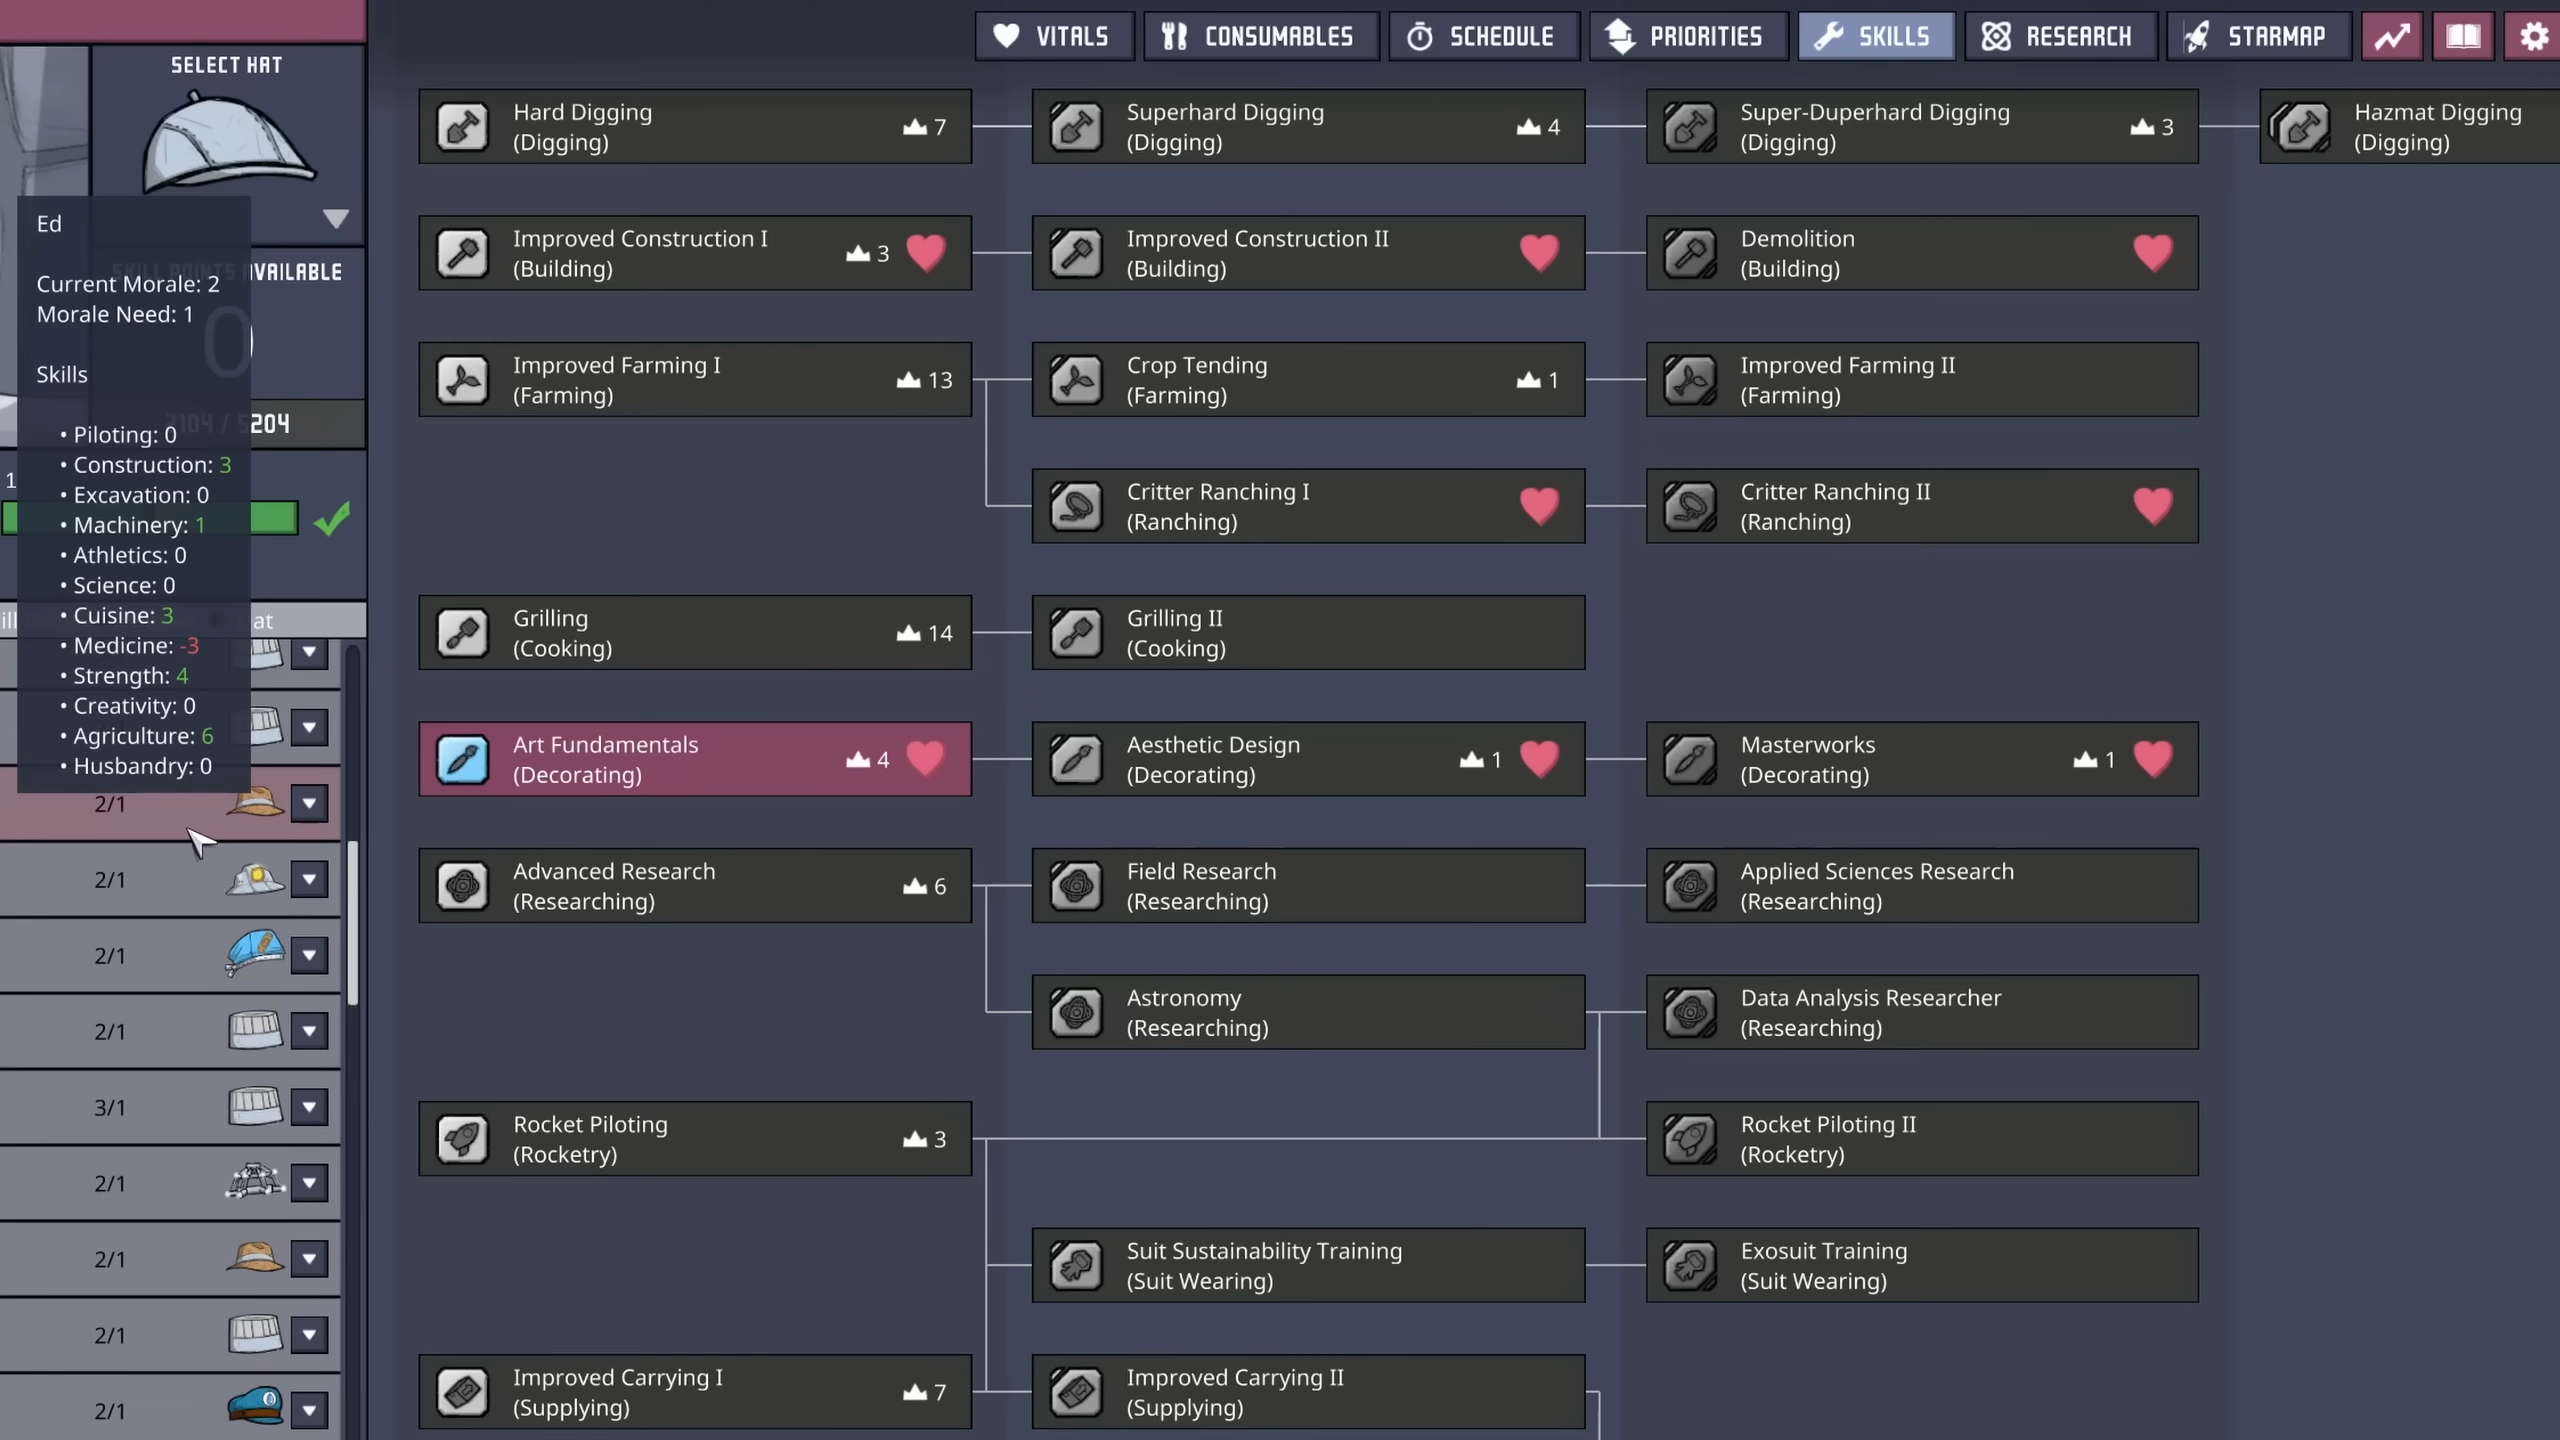 VITALS
CONSUMABLES
SCHEDULE
PRIORITIES
SKILLS
RESEARCH
STARMAP
SELECT HAT
Ed
Current Morale: 2
Morale Need: 1
Skills
• Piloting: 0
• Construction: 3
• Excavation: 0
• Machinery: 1
• Athletics: 0
• Science: 0
• Cuisine: 3
• Medicine: -3
• Strength: 4
• Creativity: 0
• Agriculture: 6
• Husbandry: 0
SKILL POINTS AVAILABLE
0
/ 5204
1
at
2/1
2/1
2/1
2/1
3/1
2/1
2/1
2/1
2/1
Hard Digging
(Digging)
7
Superhard Digging
(Digging)
4
Super-Duperhard Digging
(Digging)
3
Hazmat Digging
(Digging)
Improved Construction I
(Building)
3
Improved Construction II
(Building)
Demolition
(Building)
Improved Farming I
(Farming)
13
Crop Tending
(Farming)
1
Improved Farming II
(Farming)
Critter Ranching I
(Ranching)
Critter Ranching II
(Ranching)
Grilling
(Cooking)
14
Grilling II
(Cooking)
Art Fundamentals
(Decorating)
4
Aesthetic Design
(Decorating)
1
Masterworks
(Decorating)
1
Advanced Research
(Researching)
6
Field Research
(Researching)
Applied Sciences Research
(Researching)
Astronomy
(Researching)
Data Analysis Researcher
(Researching)
Rocket Piloting
(Rocketry)
3
Rocket Piloting II
(Rocketry)
Suit Sustainability Training
(Suit Wearing)
Exosuit Training
(Suit Wearing)
Improved Carrying I
(Supplying)
7
Improved Carrying II
(Supplying)